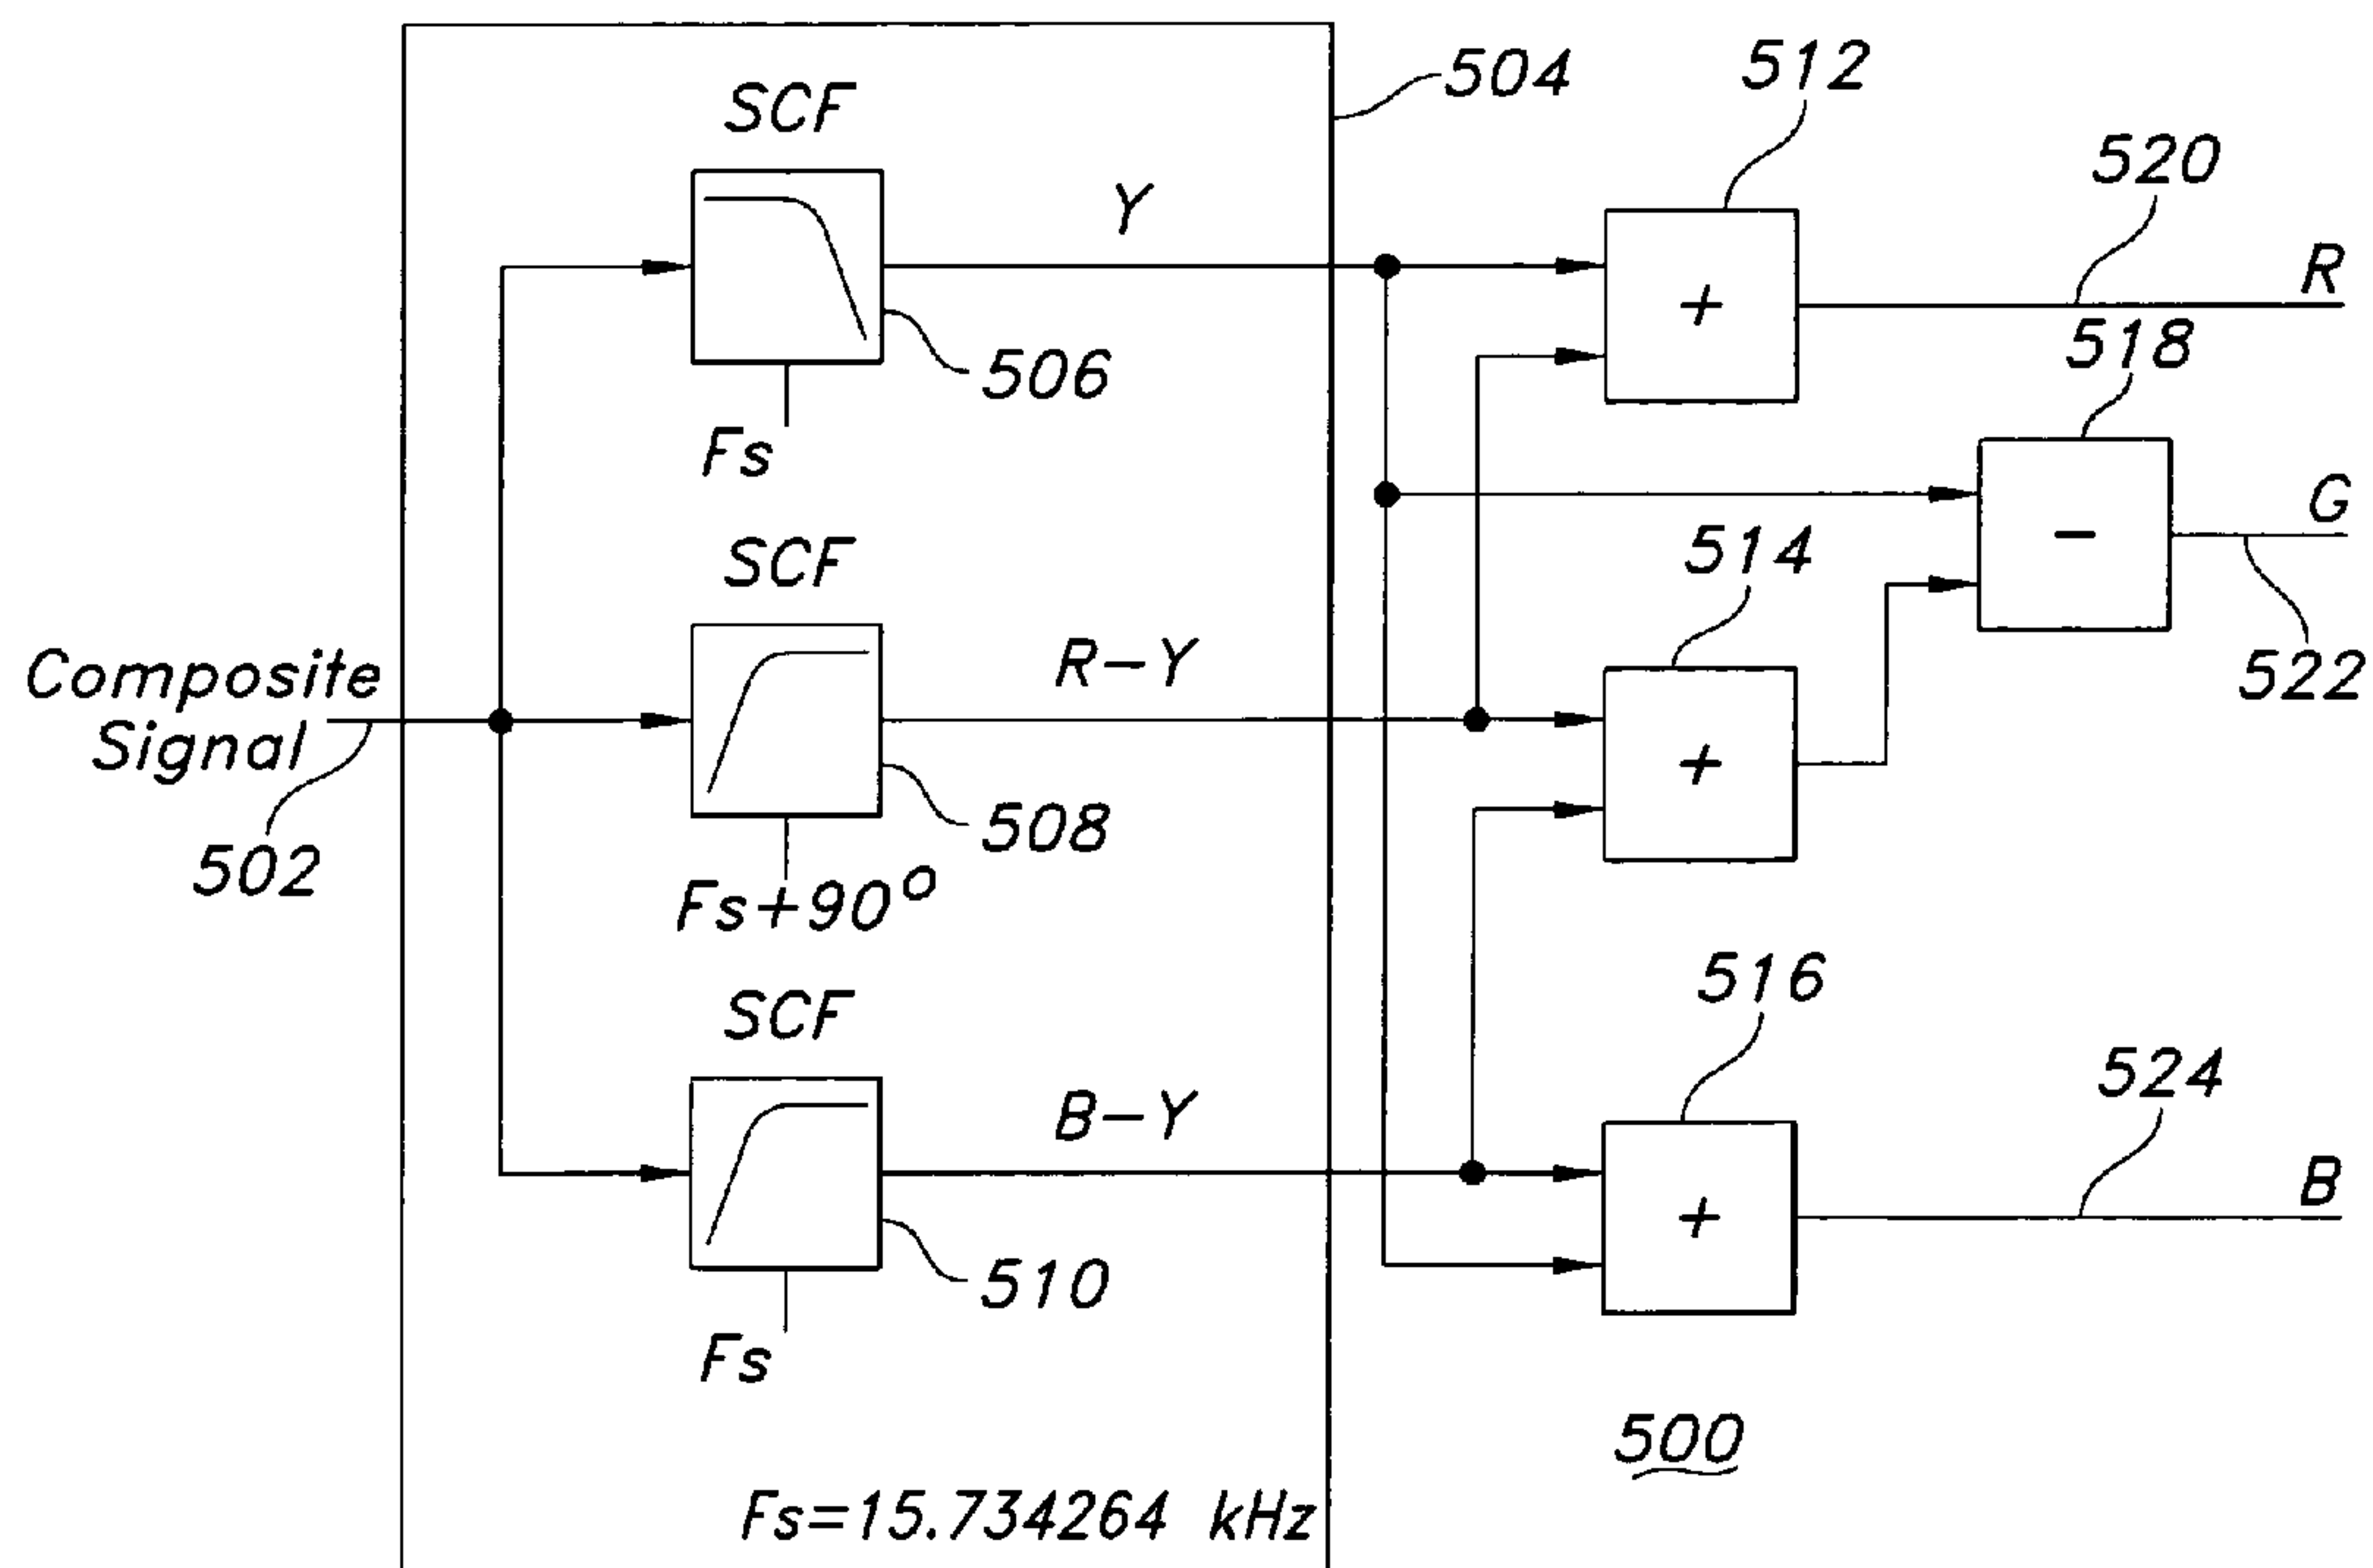 504
512
SCF
520
Y
R
518
506
Fs
G
SCF
514
Composite
Signal
R−Y
522
502
508
Fs+90°
516
SCF
524
B−Y
B
510
Fs
500
Fs=15.734264 kHz
+
−
+
+